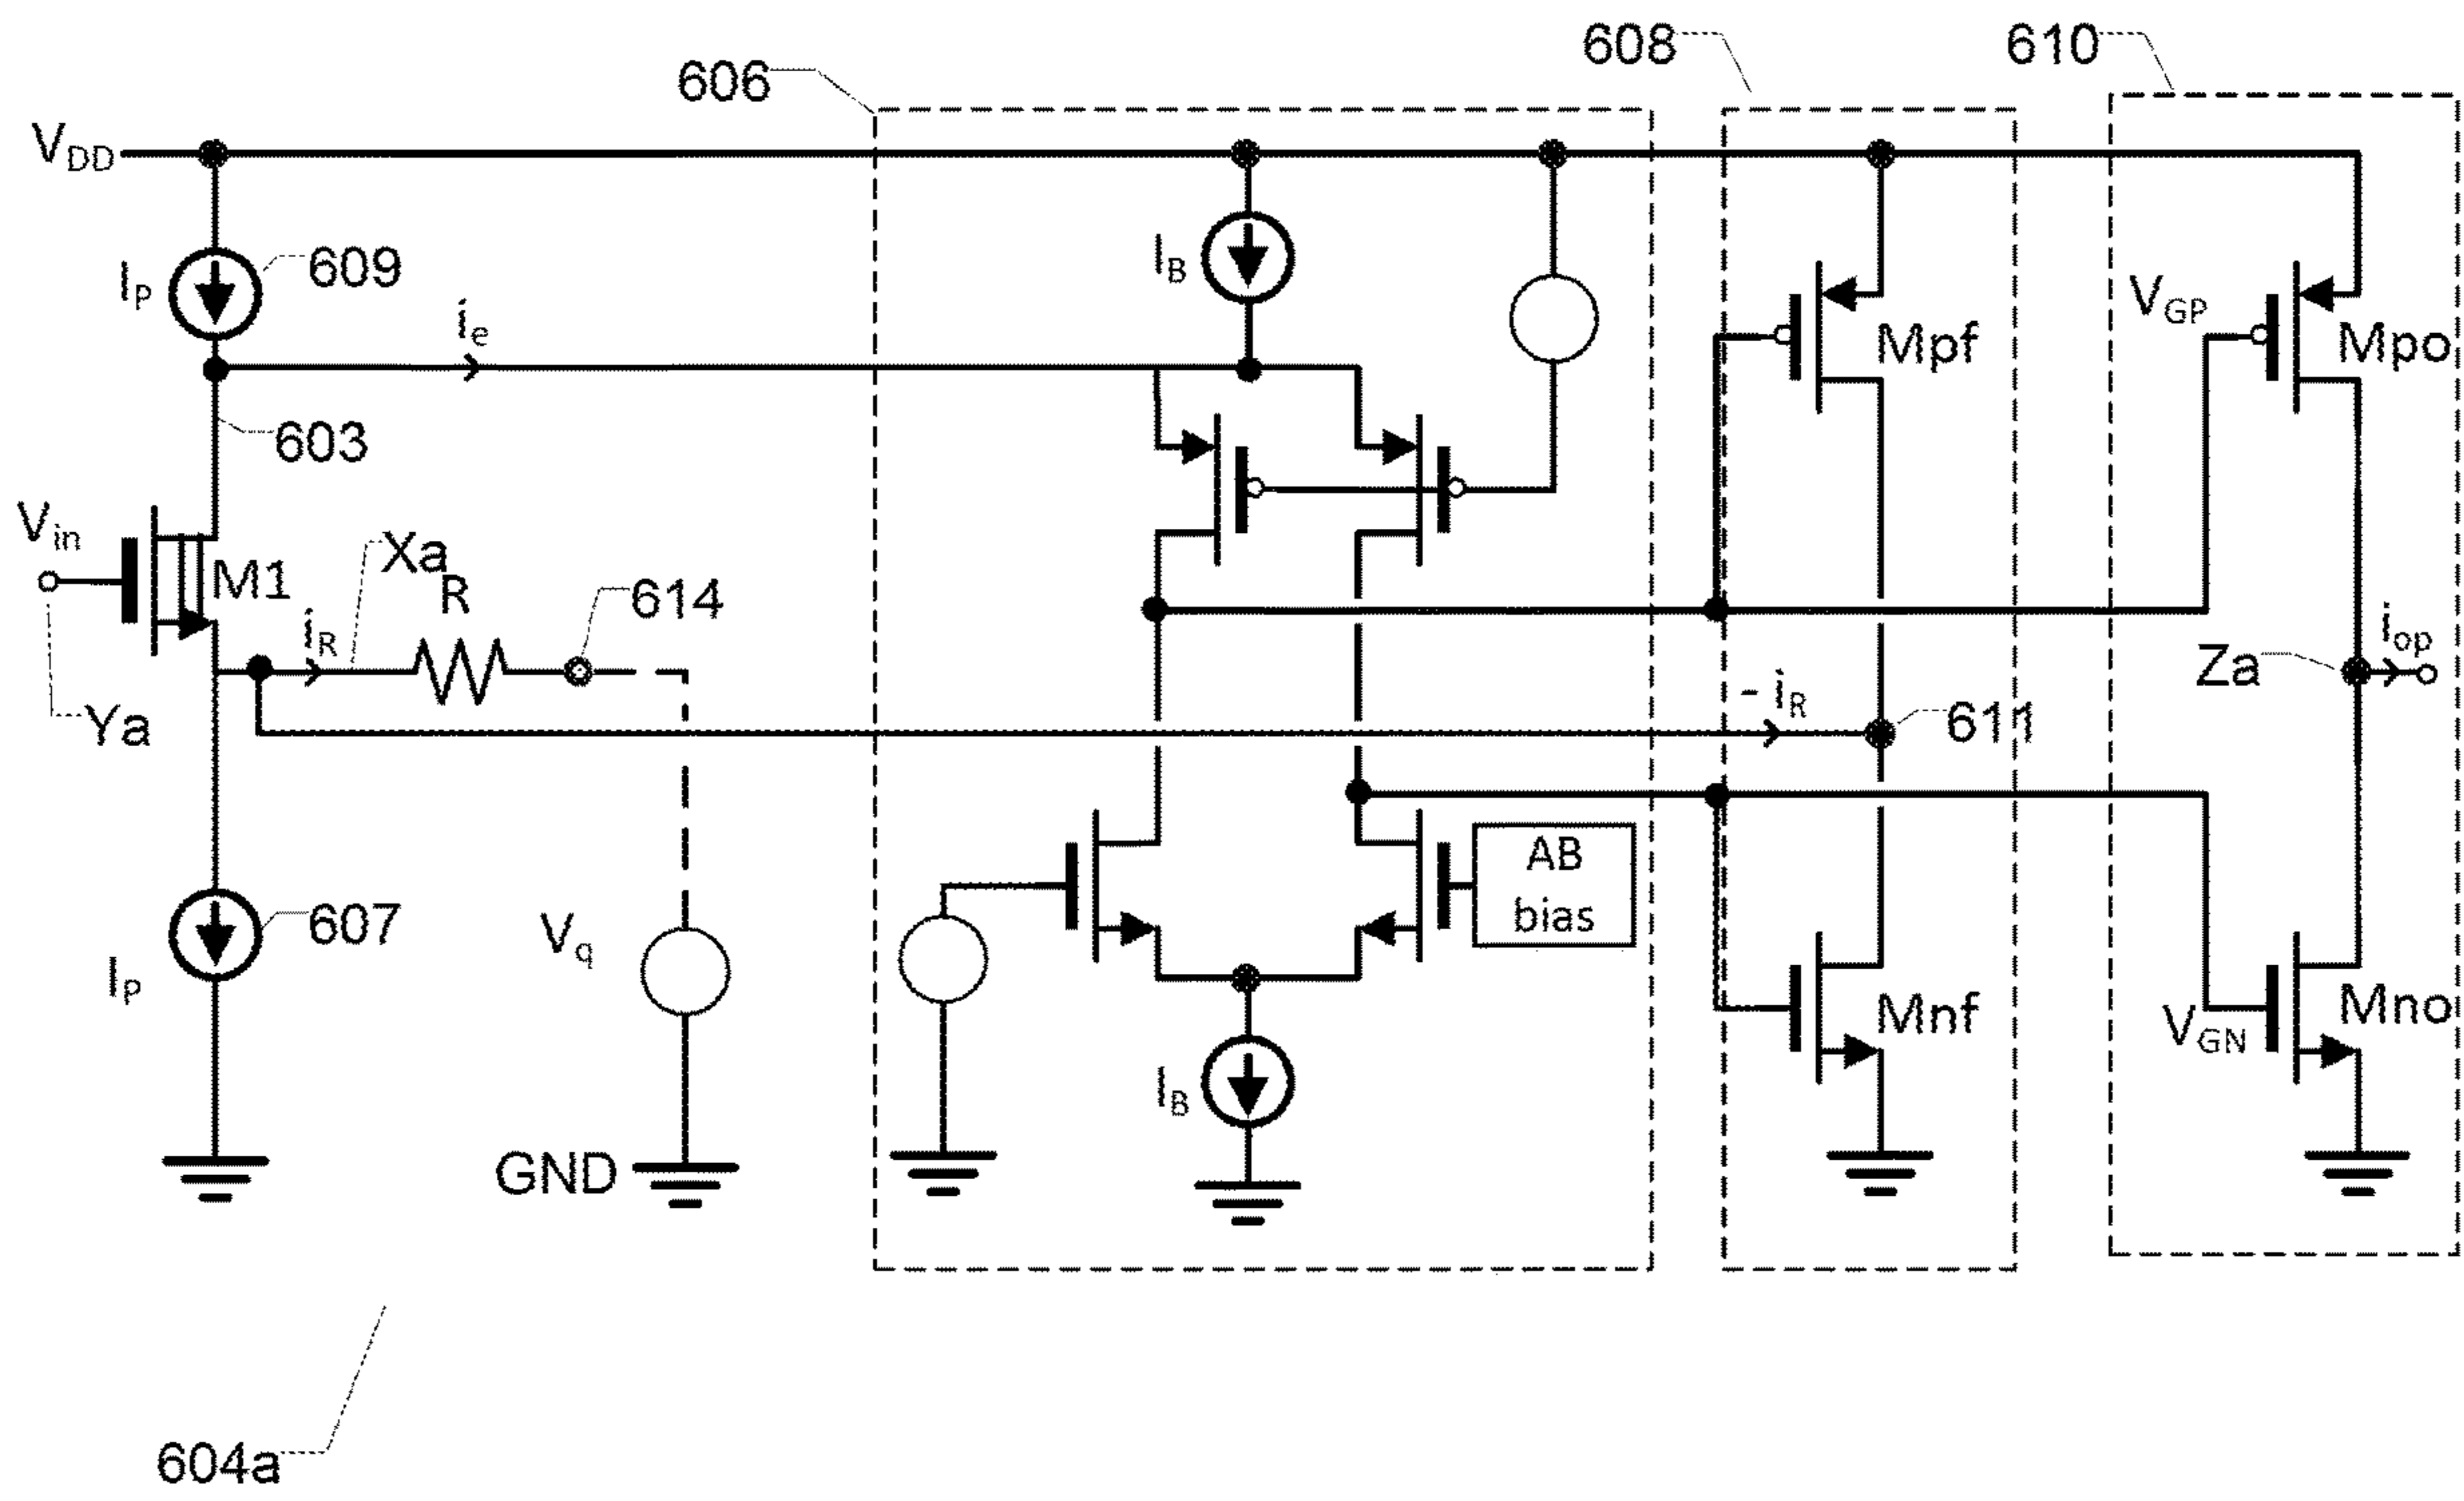 608
610
606
VDD
609
IP
IB
ie
VGP
Mpf
Mpo
603
Vin
Xa
M1
R
614
iR
iop
Za
- iR
Ya
611
AB
bias
607
Vq
IP
Mnf
Mno
VGN
IB
GND
604a